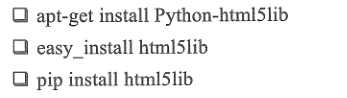 ❑ apt-get install Python-html5lib
❑ easy_install html5lib
❑ pip install html5lib